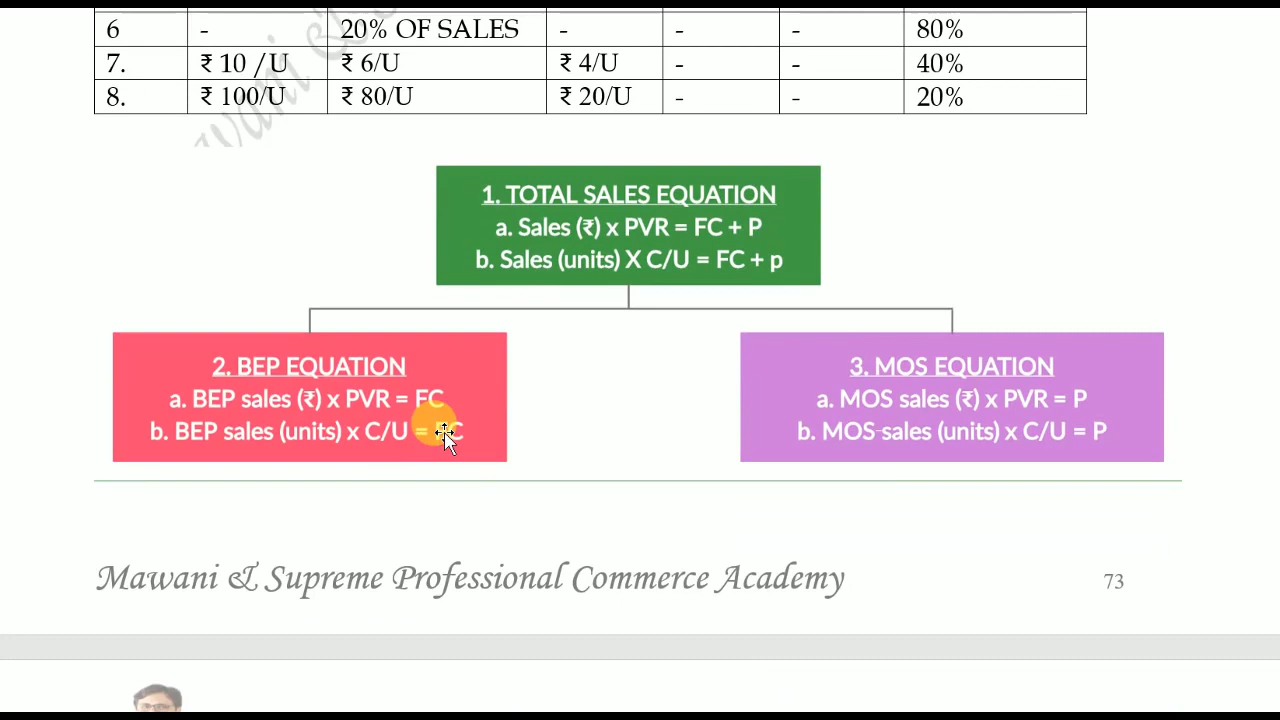 6 - 20% OF SALES - - - 80%
7. ₹ 10 /U ₹ 6/U ₹ 4/U - - 40%
8. ₹ 100/U ₹ 80/U ₹ 20/U - - 20%
1. TOTAL SALES EQUATION
a. Sales (₹) x PVR = FC + P
b. Sales (units) X C/U = FC + p
2. BEP EQUATION
a. BEP sales (₹) x PVR = FC
b. BEP sales (units) x C/U = FC
3. MOS EQUATION
a. MOS sales (₹) x PVR = P
b. MOS sales (units) x C/U = P
Mawani & Supreme Professional Commerce Academy
73